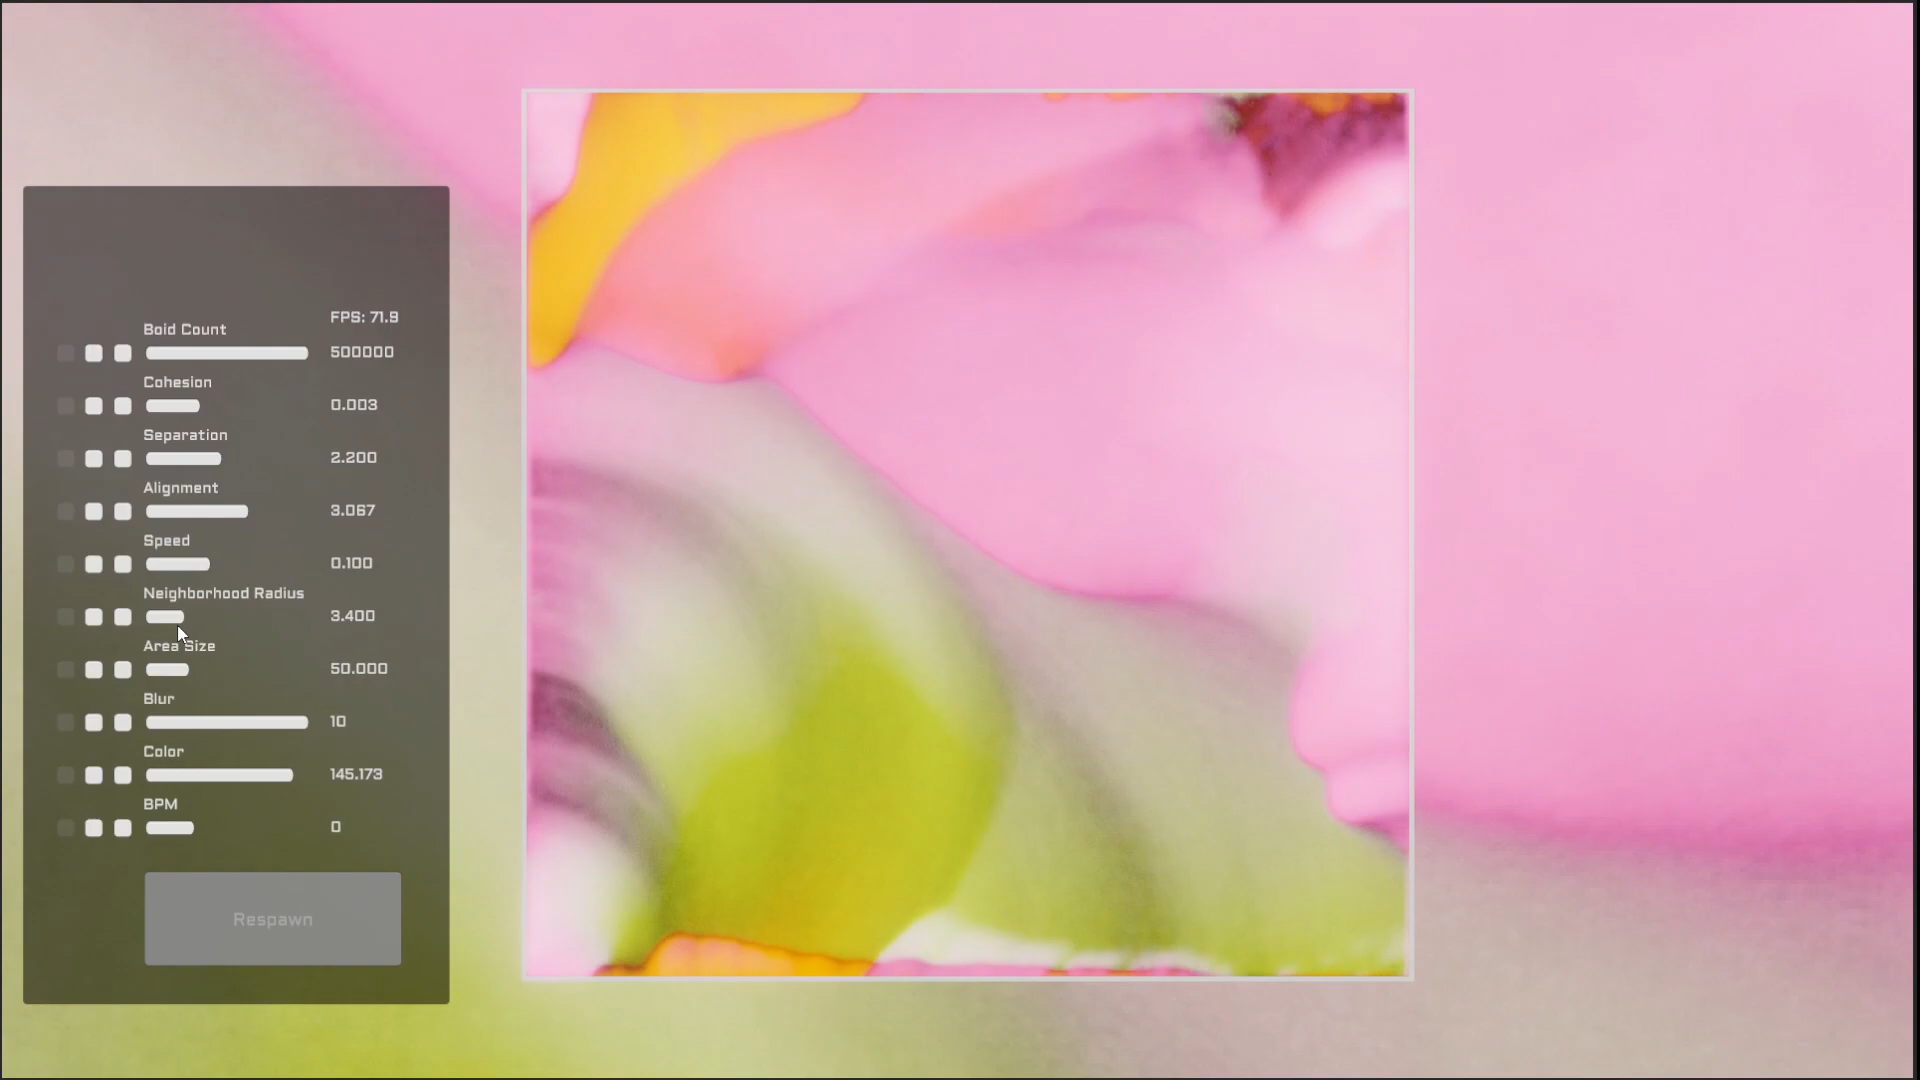 FPS: 71.9
Boid Count
500000
Cohesion
0.003
Separation
2.200
Alignment
3.067
Speed
0.100
Neighborhood Radius
3.400
Area Size
50.000
Blur
10
Color
145.173
BPM
0
Respawn